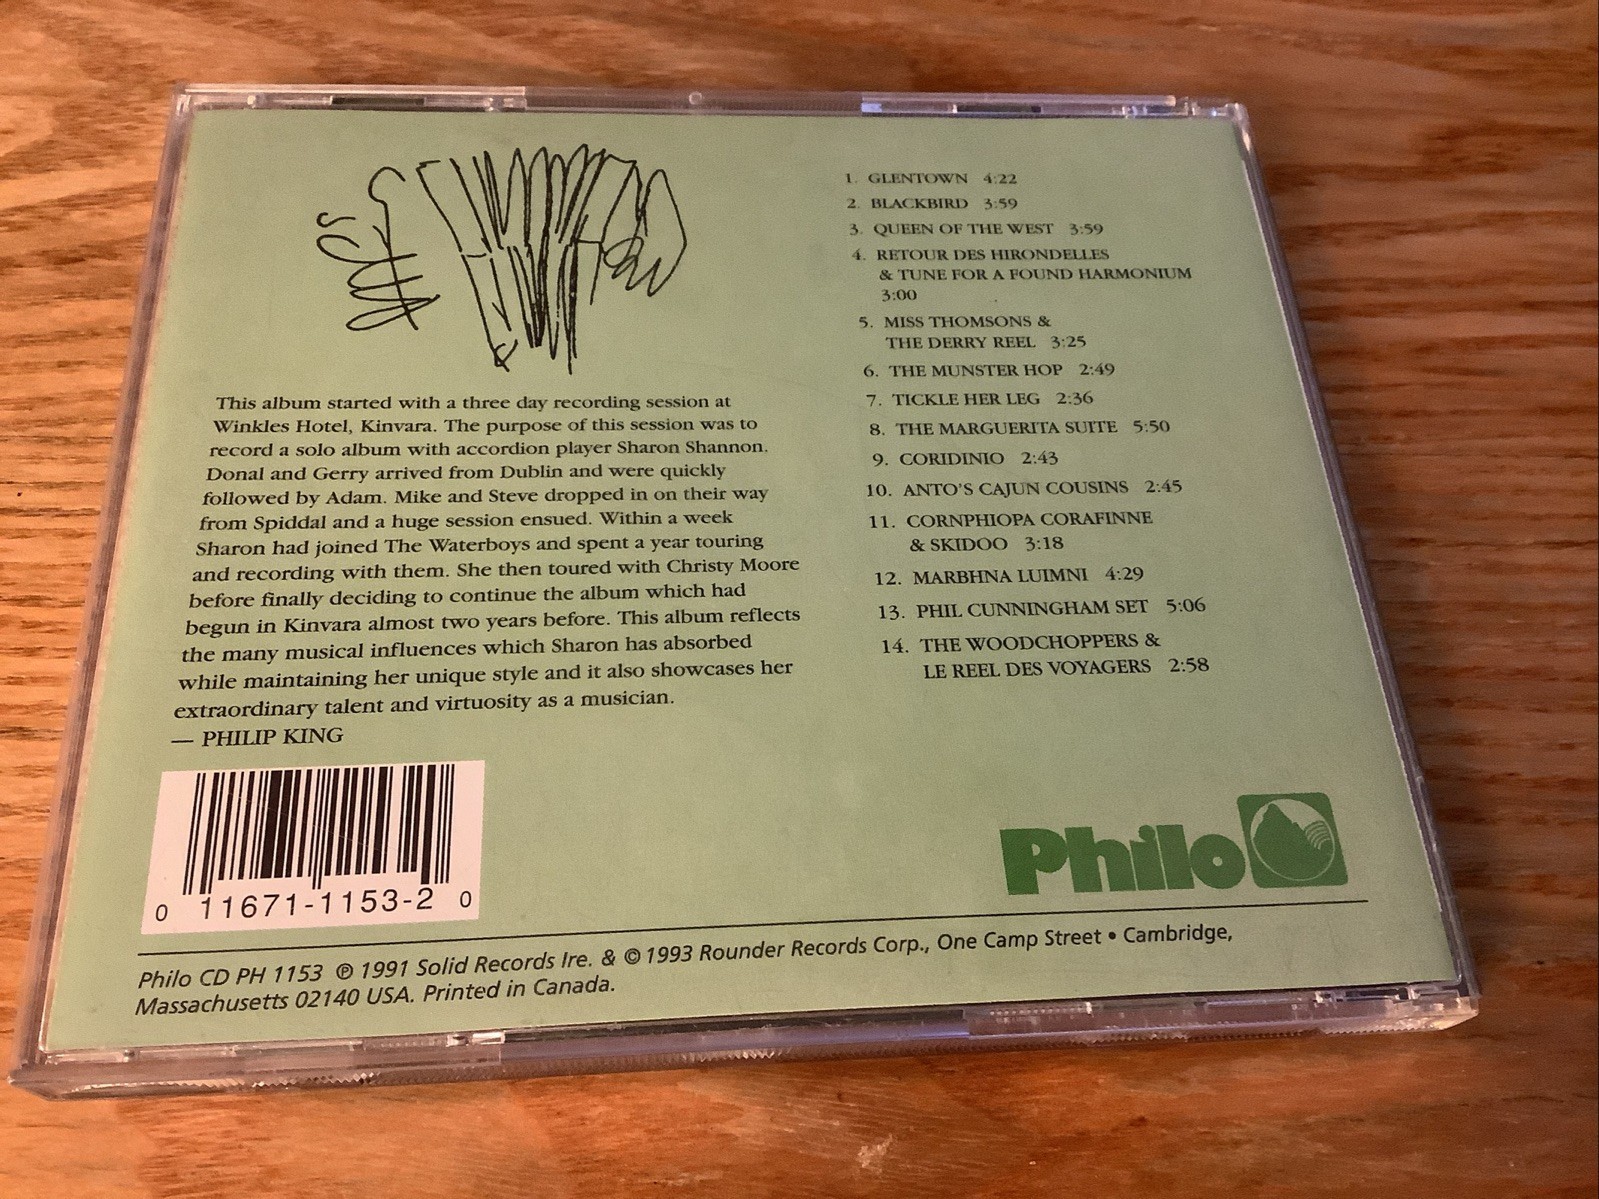 This album started with a three day recording session at
Winkles Hotel, Kinvara. The purpose of this session was to
record a solo album with accordion player Sharon Shannon.
Donal and Gerry arrived from Dublin and were quickly
followed by Adam. Mike and Steve dropped in on their way
from Spiddal and a huge session ensued. Within a week
Sharon had joined The Waterboys and spent a year touring
and recording with them. She then toured with Christy Moore
before finally deciding to continue the album which had
begun in Kinvara almost two years before. This album reflects
the many musical influences which Sharon has absorbed
while maintaining her unique style and it also showcases her
extraordinary talent and virtuosity as a musician.
— PHILIP KING
1. GLENTOWN 4:22
2. BLACKBIRD 3:59
3. QUEEN OF THE WEST 3:59
4. RETOUR DES HIRONDELLES
& TUNE FOR A FOUND HARMONIUM
3:00
5. MISS THOMSONS &
THE DERRY REEL 3:25
6. THE MUNSTER HOP 2:49
7. TICKLE HER LEG 2:36
8. THE MARGUERITA SUITE 5:50
9. CORIDINIO 2:43
10. ANTO'S CAJUN COUSINS 2:45
11. CORNPHIOPA CORAFINNE
& SKIDOO 3:18
12. MARBHNA LUIMNI 4:29
13. PHIL CUNNINGHAM SET 5:06
14. THE WOODCHOPPERS &
LE REEL DES VOYAGERS 2:58
0 11671-1153-2 0
Philo
Philo CD PH 1153 ℗ 1991 Solid Records Ire. & © 1993 Rounder Records Corp., One Camp Street • Cambridge,
Massachusetts 02140 USA. Printed in Canada.